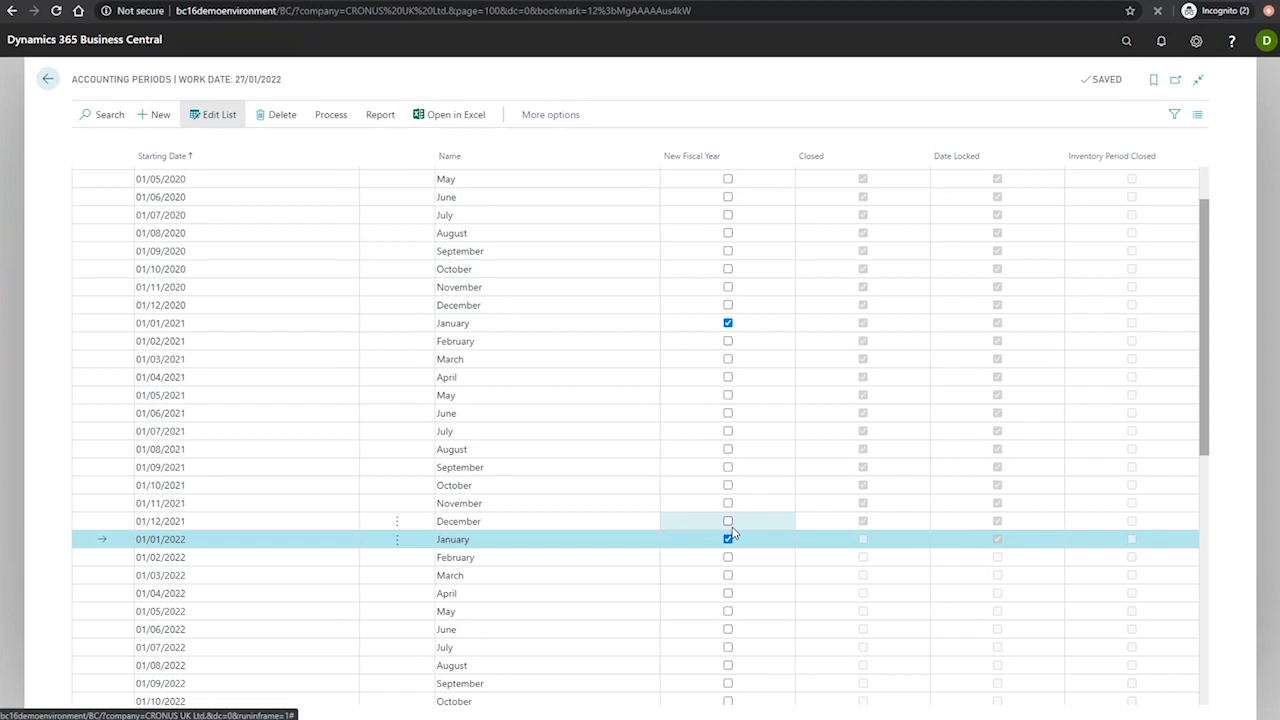 Not secure | bc16demoenvironment/BC/?company=CRONUS%20UK%20Ltd.&page=100&dc=0&bookmark=12%3bMgAAAAAus4kW
Incognito (2)
Dynamics 365 Business Central
? D
ACCOUNTING PERIODS | WORK DATE: 27/01/2022
SAVED
Search + New Edit List Delete Process Report Open in Excel More options
Starting Date ↑ Name New Fiscal Year Closed Date Locked Inventory Period Closed
01/05/2020 May
01/06/2020 June
01/07/2020 July
01/08/2020 August
01/09/2020 September
01/10/2020 October
01/11/2020 November
01/12/2020 December
01/01/2021 January
01/02/2021 February
01/03/2021 March
01/04/2021 April
01/05/2021 May
01/06/2021 June
01/07/2021 July
01/08/2021 August
01/09/2021 September
01/10/2021 October
01/11/2021 November
01/12/2021 December
01/01/2022 January
01/02/2022 February
01/03/2022 March
01/04/2022 April
01/05/2022 May
01/06/2022 June
01/07/2022 July
01/08/2022 August
01/09/2022 September
01/10/2022 October
bc16demoenvironment/BC/?company=CRONUS UK Ltd.&dc=0&runinframe=1#